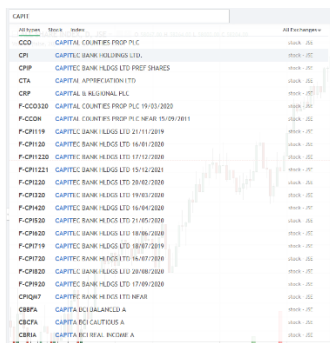 CAPITE
All types Stock Index All Exchanges
CCO CAPITAL COUNTIES PROP PLC stock JSE
CPI CAPITEC BANK HOLDINGS LTD. stock JSE
CPIP CAPITEC BANK HLDGS LTD PREF SHARES stock JSE
CTA CAPITAL APPRECIATION LTD stock JSE
CRP CAPITAL & REGIONAL PLC stock JSE
F-CCO320 CAPITAL COUNTIES PROP PLC 19/03/2020 stock JSE
F-CCON CAPITAL COUNTIES PROP PLC NEAR 15/09/2011 stock JSE
F-CPI119 CAPITEC BANK HLDGS LTD 21/11/2019 stock JSE
F-CPI120 CAPITEC BANK HLDGS LTD 16/01/2020 stock JSE
F-CPI1220 CAPITEC BANK HLDGS LTD 17/12/2020 stock JSE
F-CPI1221 CAPITEC BANK HLDGS LTD 15/12/2021 stock JSE
F-CPI220 CAPITEC BANK HLDGS LTD 20/02/2020 stock JSE
F-CPI320 CAPITEC BANK HLDGS LTD 19/03/2020 stock JSE
F-CPI420 CAPITEC BANK HLDGS LTD 16/04/2020 stock JSE
F-CPI520 CAPITEC BANK HLDGS LTD 21/05/2020 stock JSE
F-CPI620 CAPITEC BANK HLDGS LTD 18/06/2020 stock JSE
F-CPI719 CAPITEC BANK HLDGS LTD 18/07/2019 stock JSE
F-CPI720 CAPITEC BANK HLDGS LTD 16/07/2020 stock JSE
F-CPI820 CAPITEC BANK HLDGS LTD 20/08/2020 stock JSE
F-CPI920 CAPITEC BANK HLDGS LTD 17/09/2020 stock JSE
CPIQN7 CAPITEC BANK HLDGS LTD NEAR stock JSE
CBBFA CAPITA BCI BALANCED A stock JSE
CBCFA CAPITA BCI CAUTIOUS A stock JSE
CBRIA CAPITA BCI REAL INCOME A stock JSE